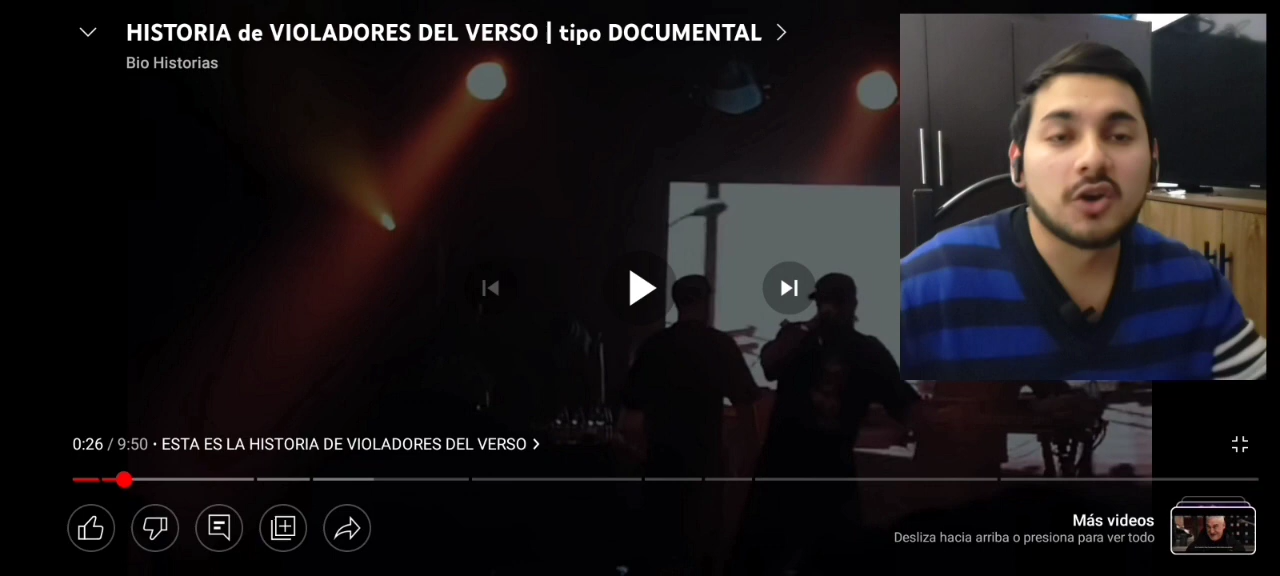 HISTORIA de VIOLADORES DEL VERSO | tipo DOCUMENTAL
Bio Historias
0:26 / 9:50 · ESTA ES LA HISTORIA DE VIOLADORES DEL VERSO
Más videos
Desliza hacia arriba o presiona para ver todo